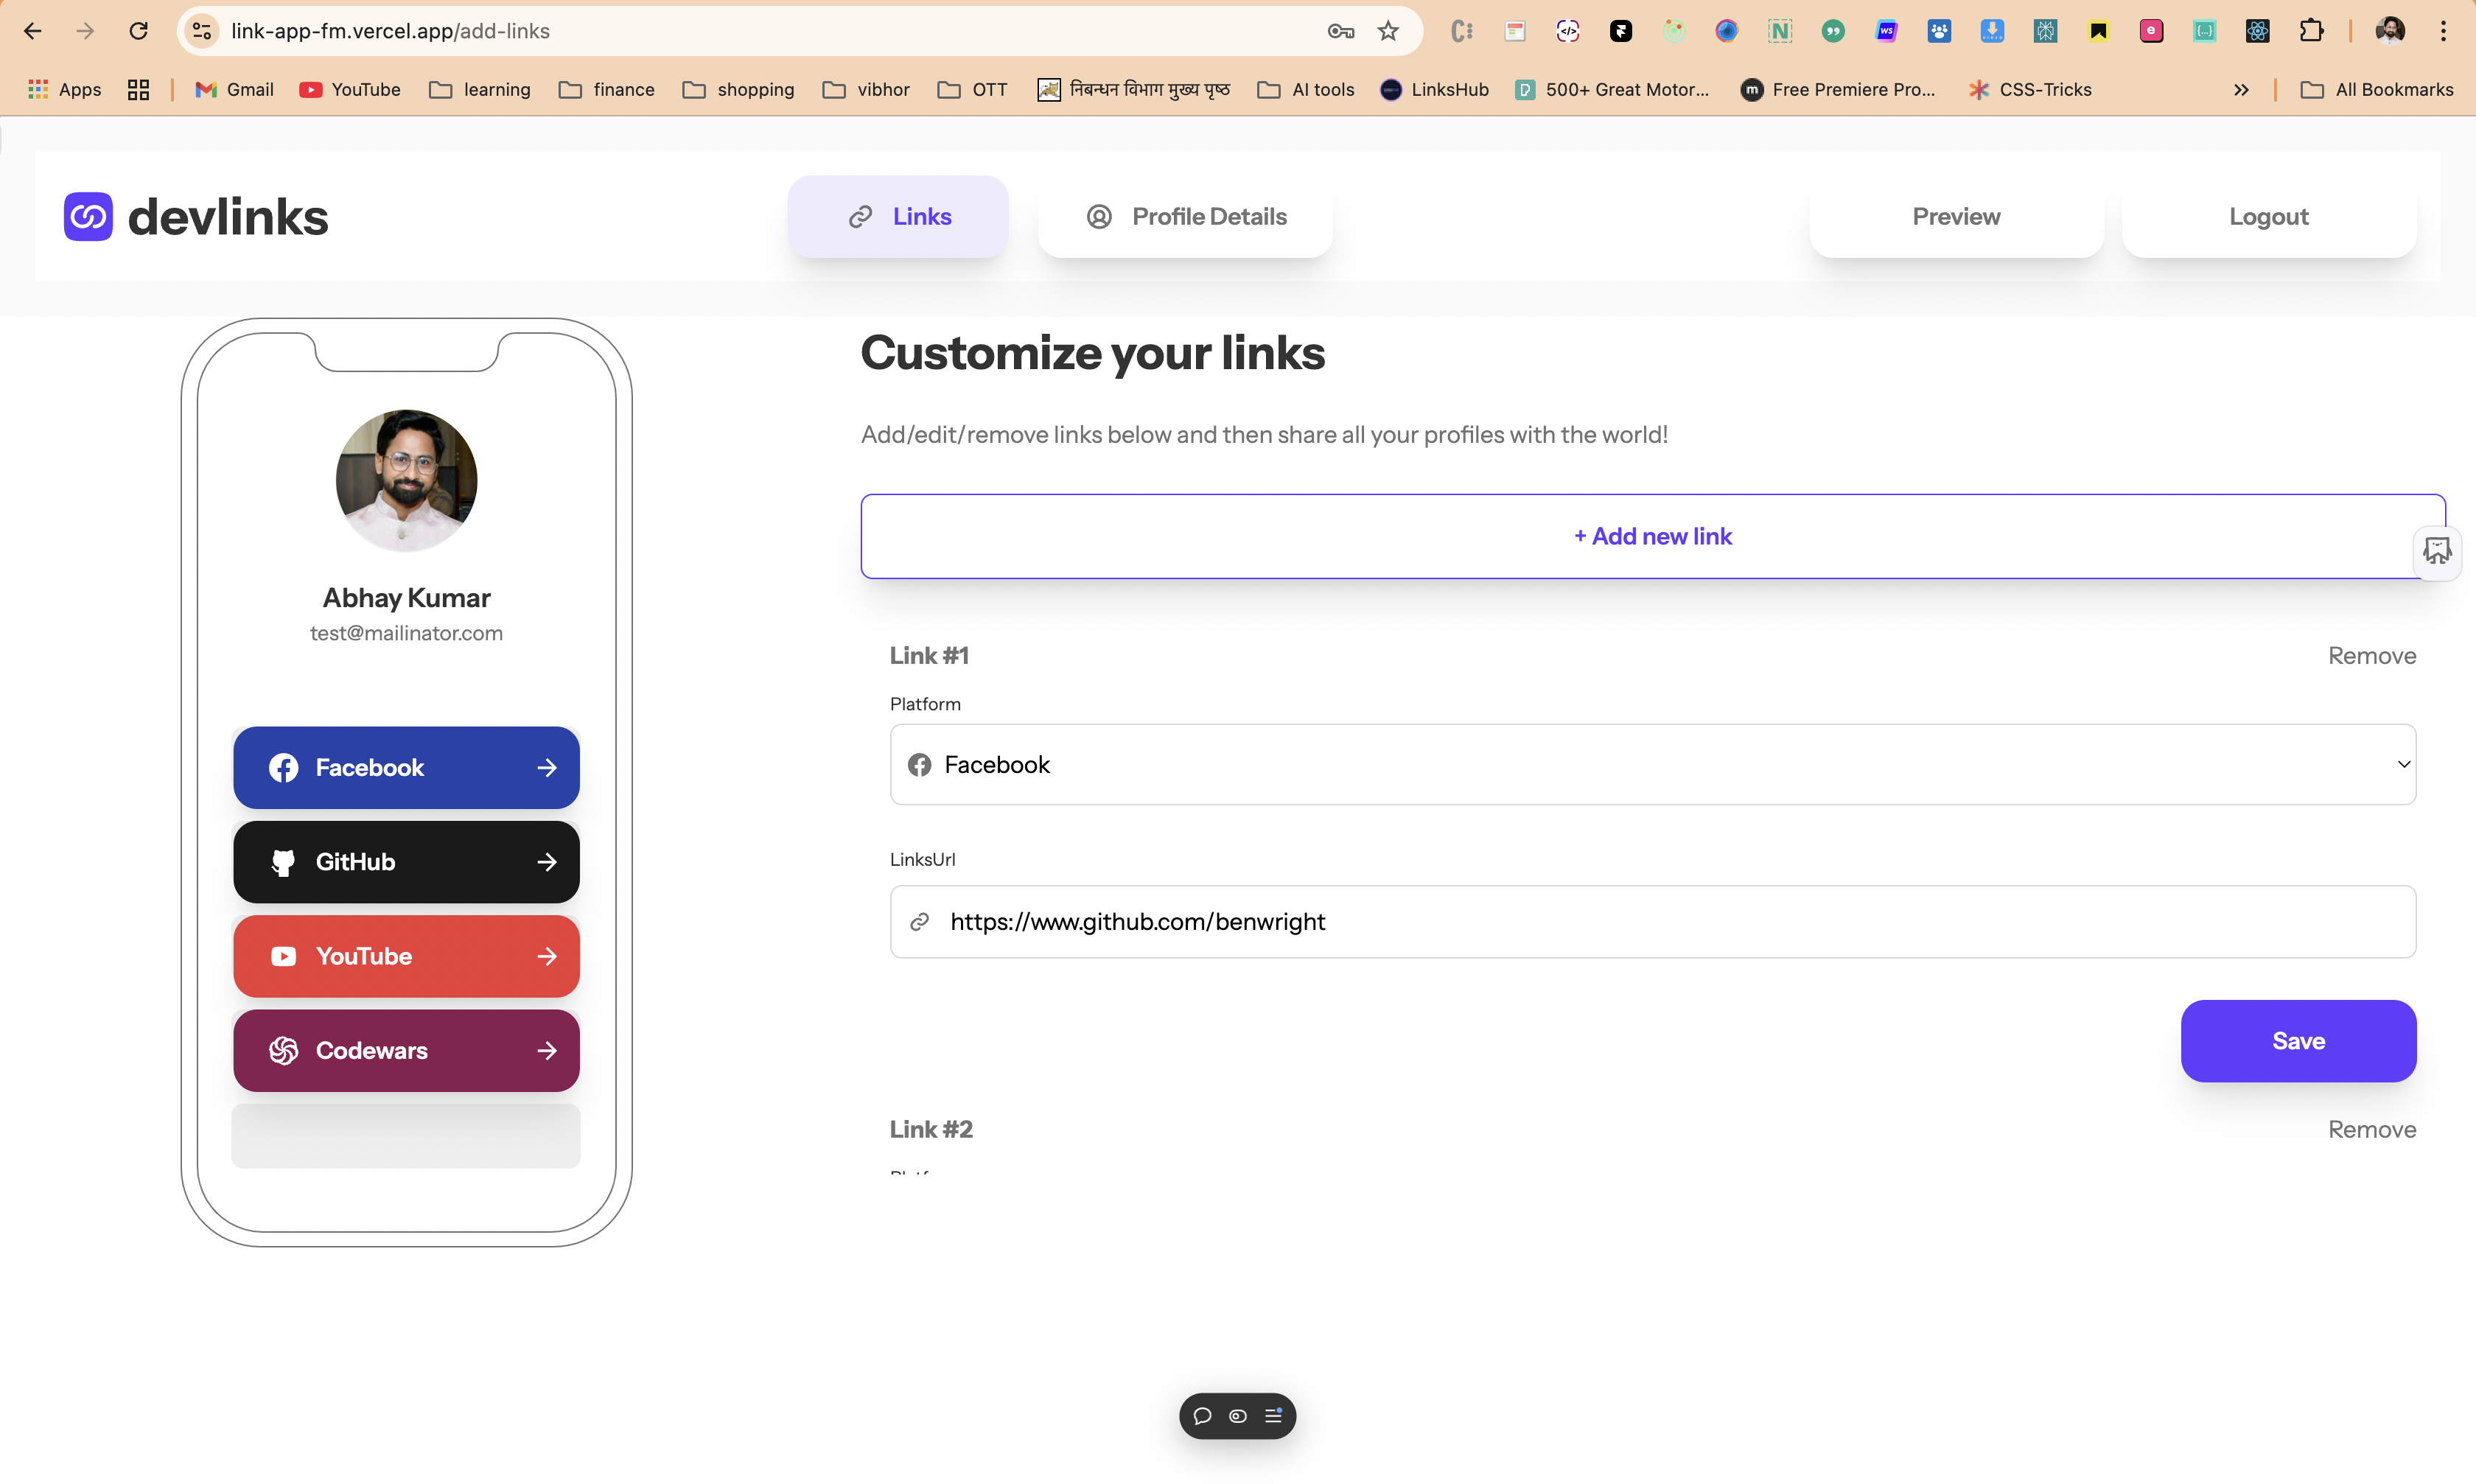 link-app-fm.vercel.app/add-links
Apps
Gmail
YouTube
learning
finance
shopping
vibhor
OTT
निबन्धन विभाग मुख्य पृष्ठ
AI tools
LinksHub
500+ Great Motor...
Free Premiere Pro...
CSS-Tricks
All Bookmarks
devlinks
Links
Profile Details
Preview
Logout
Abhay Kumar
test@mailinator.com
Facebook
GitHub
YouTube
Codewars
Customize your links
Add/edit/remove links below and then share all your profiles with the world!
+ Add new link
Link #1
Remove
Platform
Facebook
LinksUrl
https://www.github.com/benwright
Save
Link #2
Remove